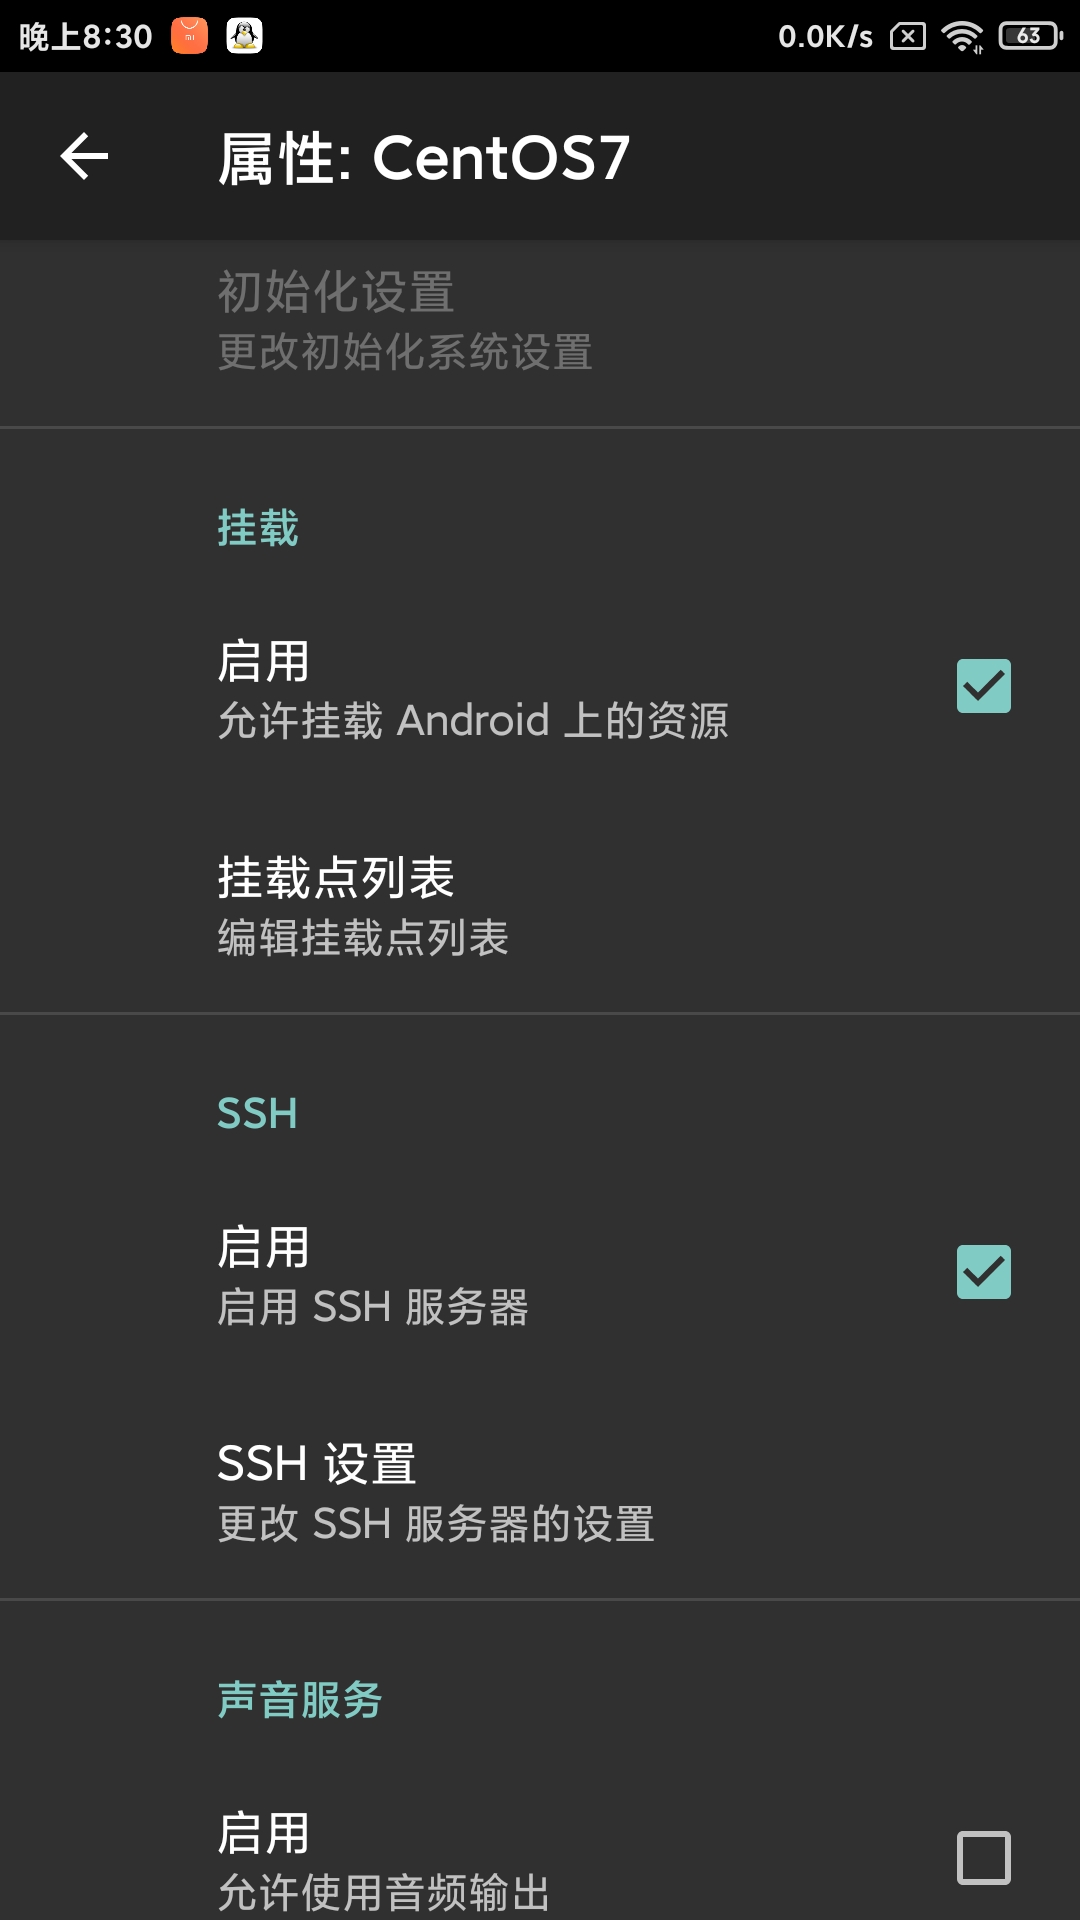 晚上8:30
0.0K/s
63
属性: CentOS7
初始化设置
更改初始化系统设置
挂载
启用
允许挂载 Android 上的资源
挂载点列表
编辑挂载点列表
SSH
启用
启用 SSH 服务器
SSH 设置
更改 SSH 服务器的设置
声音服务
启用
允许使用音频输出